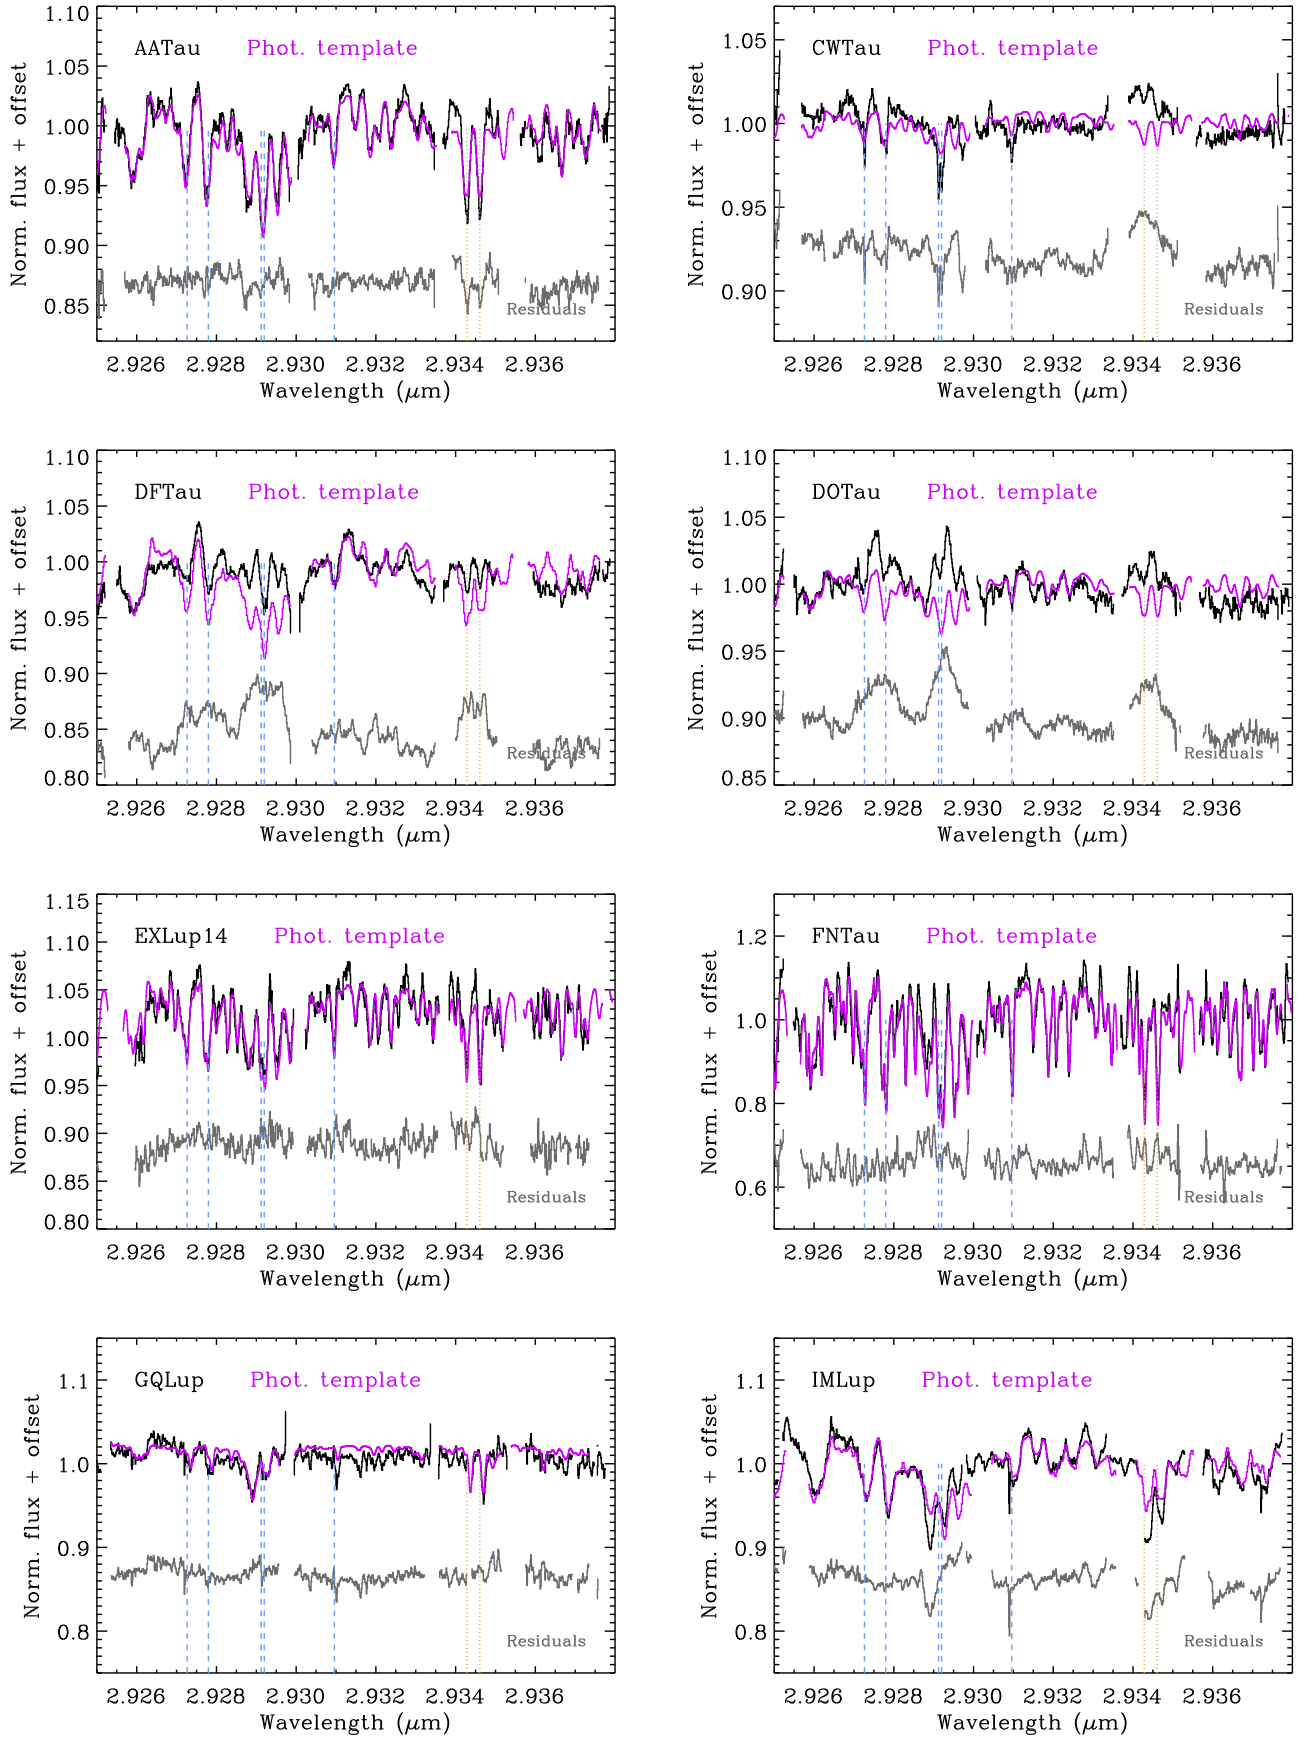 AATau Phot. template
Norm. flux + offset
1.10
1.05
1.00
0.95
0.90
0.85
Residuals
2.926 2.928 2.930 2.932 2.934 2.936
Wavelength (μm)
CWTau Phot. template
Norm. flux + offset
1.05
1.00
0.95
0.90
Residuals
2.926 2.928 2.930 2.932 2.934 2.936
Wavelength (μm)
DFTau Phot. template
Norm. flux + offset
1.10
1.05
1.00
0.95
0.90
0.85
0.80
Residuals
2.926 2.928 2.930 2.932 2.934 2.936
Wavelength (μm)
DOTau Phot. template
Norm. flux + offset
1.10
1.05
1.00
0.95
0.90
0.85
Residuals
2.926 2.928 2.930 2.932 2.934 2.936
Wavelength (μm)
EXLup14 Phot. template
Norm. flux + offset
1.15
1.10
1.05
1.00
0.95
0.90
0.85
0.80
Residuals
2.926 2.928 2.930 2.932 2.934 2.936
Wavelength (μm)
FNTau Phot. template
Norm. flux + offset
1.2
1.0
0.8
0.6
Residuals
2.926 2.928 2.930 2.932 2.934 2.936
Wavelength (μm)
GQLup Phot. template
Norm. flux + offset
1.1
1.0
0.9
0.8
Residuals
2.926 2.928 2.930 2.932 2.934 2.936
Wavelength (μm)
IMLup Phot. template
Norm. flux + offset
1.1
1.0
0.9
0.8
Residuals
2.926 2.928 2.930 2.932 2.934 2.936
Wavelength (μm)